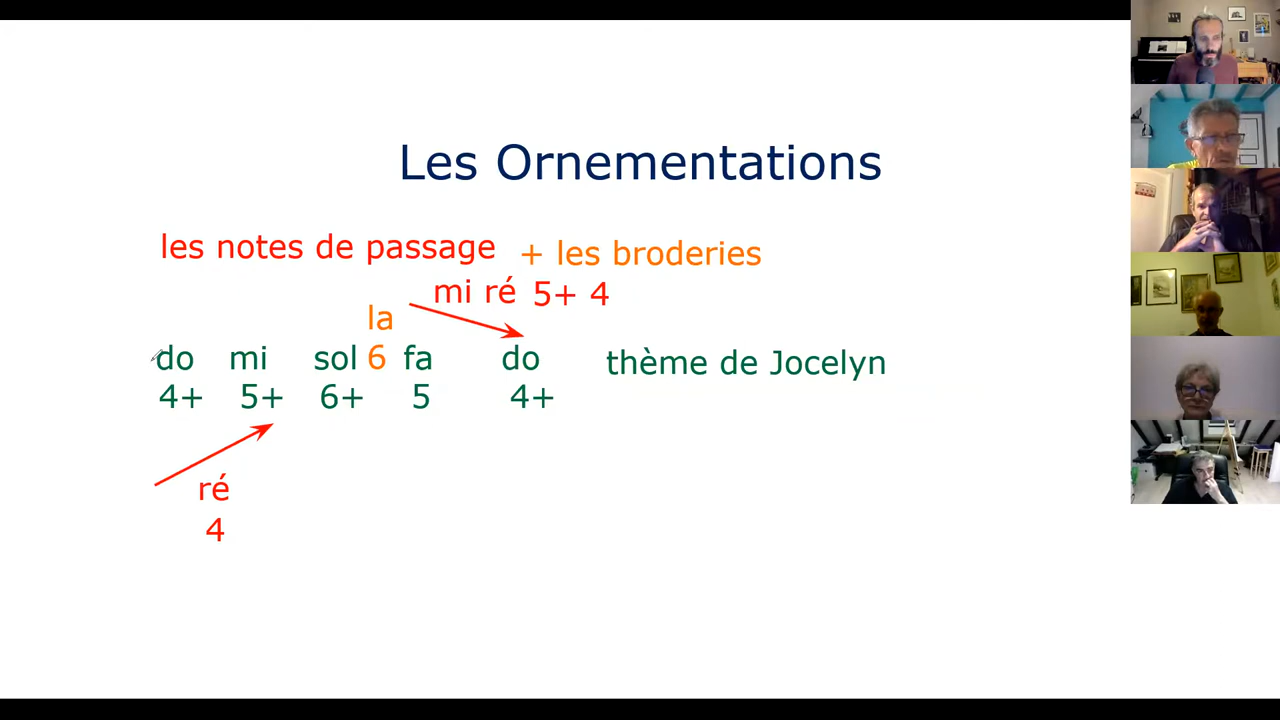 Les Ornementations
les notes de passage + les broderies
mi ré 5+ 4
la
do mi sol 6 fa do thème de Jocelyn
4+ 5+ 6+ 5 4+
ré
4